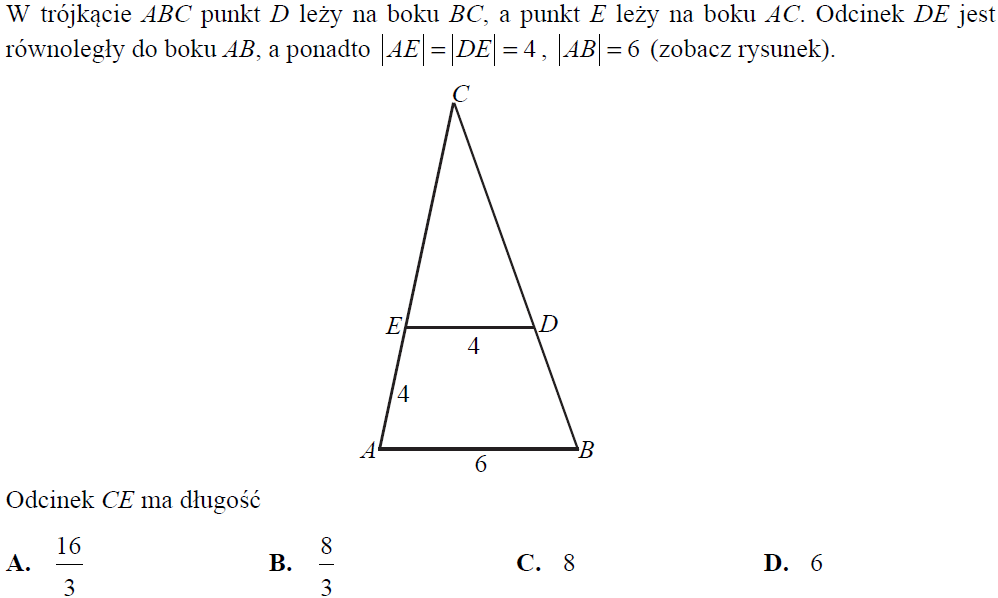 W trójkącie ABC punkt D leży na boku BC, a punkt E leży na boku AC. Odcinek DE jest
równoległy do boku AB, a ponadto |AE|=|DE|=4, |AB|=6 (zobacz rysunek).
C
E
D
4
4
A
B
6
Odcinek CE ma długość
A. 16/3 B. 8/3 C. 8 D. 6